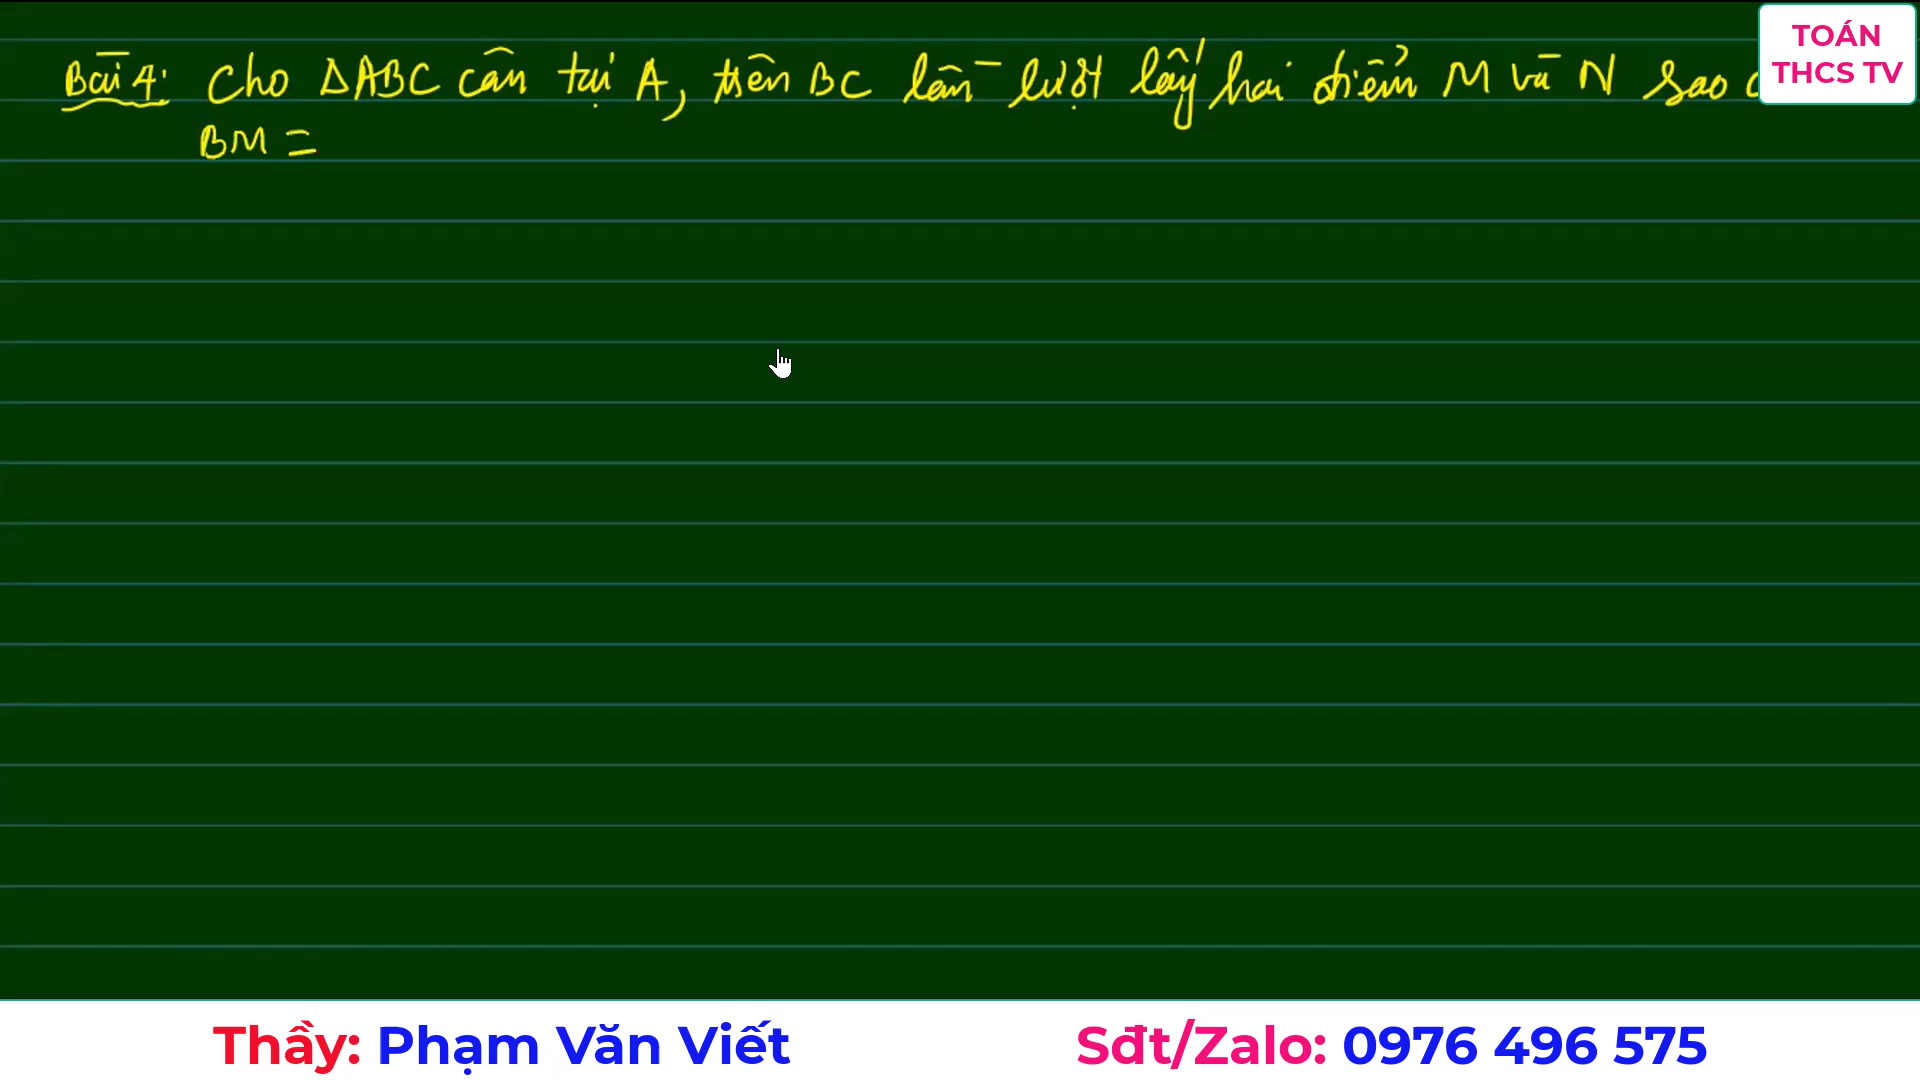 TOÁN
THCS TV
Bài 4: Cho ΔABC cân tại A, trên BC lần lượt lấy hai điểm M và N sao
BM =
Thầy: Phạm Văn Viết
Sđt/Zalo: 0976 496 575